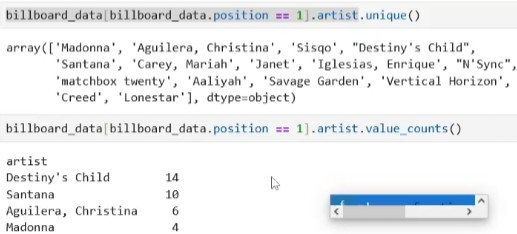 billboard_data[billboard_data.position == 1].artist.unique()
array(['Madonna', 'Aguilera, Christina', 'Sisqo', "Destiny's Child",
'Santana', 'Carey, Mariah', 'Janet', 'Iglesias, Enrique', "N'Sync",
'matchbox twenty', 'Aaliyah', 'Savage Garden', 'Vertical Horizon',
'Creed', 'Lonestar'], dtype=object)
billboard_data[billboard_data.position == 1].artist.value_counts()
artist
Destiny's Child 14
Santana 10
Aguilera, Christina 6
Madonna 4